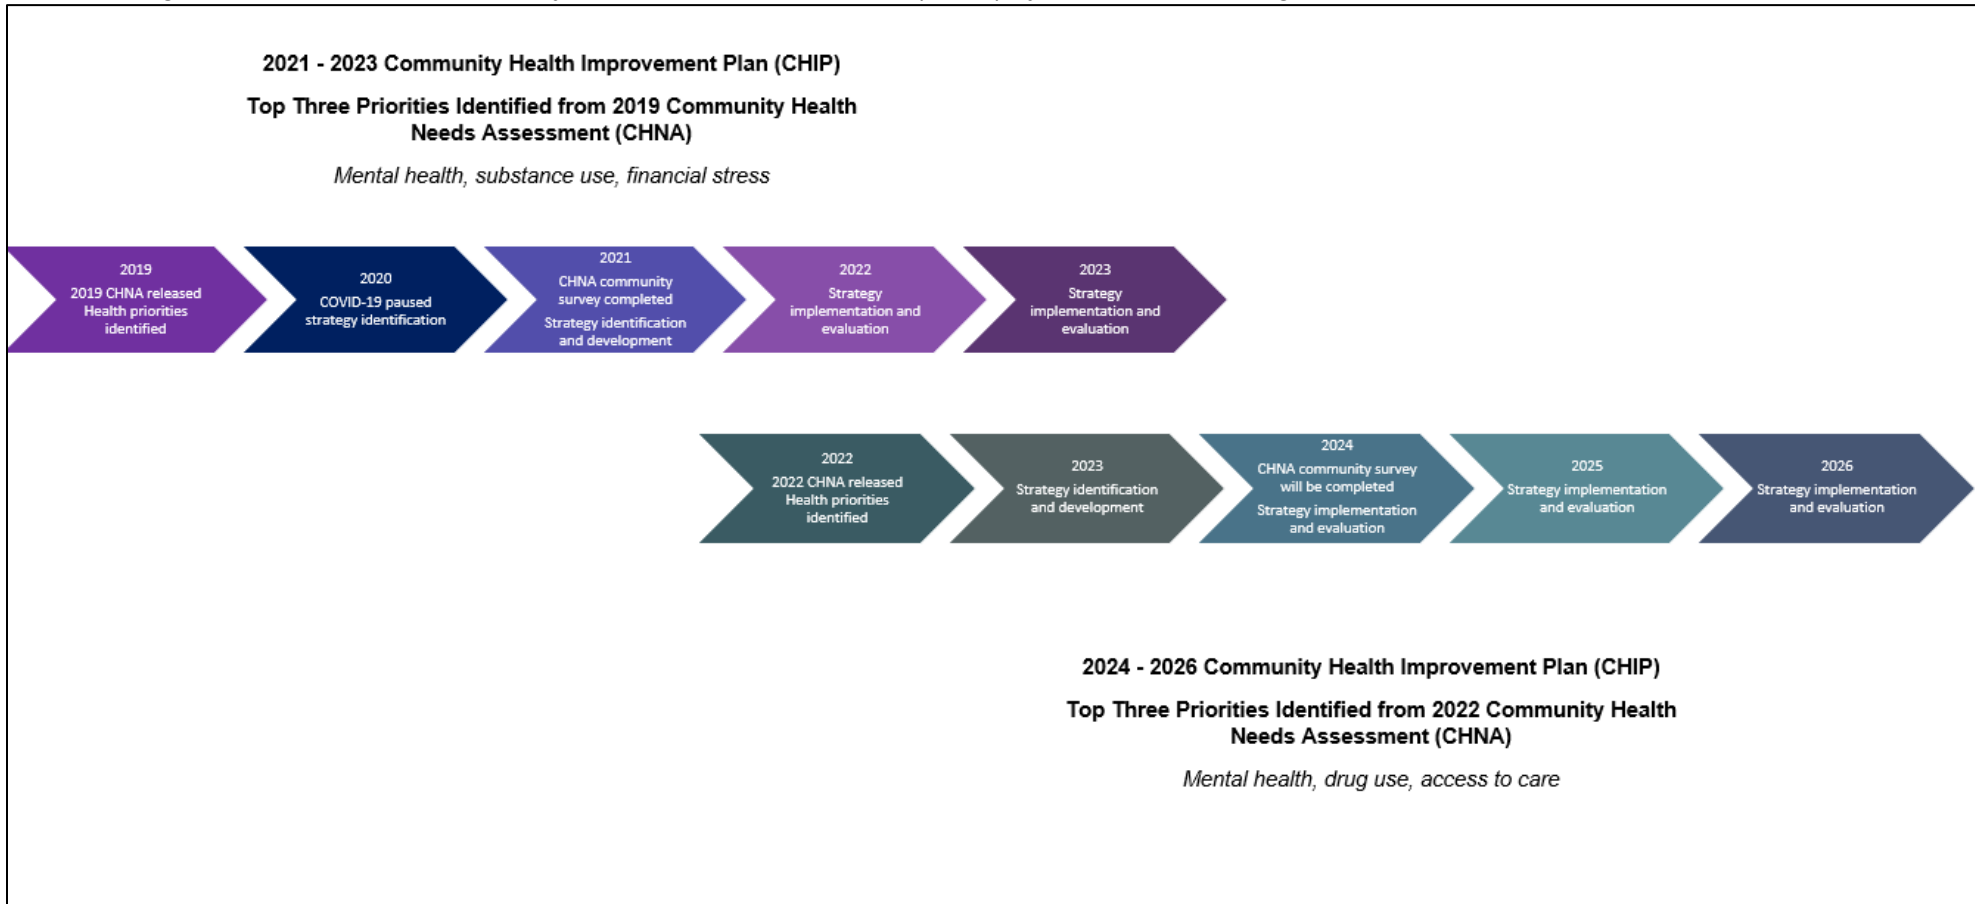 2021 - 2023 Community Health Improvement Plan (CHIP)
Top Three Priorities Identified from 2019 Community Health
Needs Assessment (CHNA)
Mental health, substance use, financial stress
2019
2019 CHNA released
Health priorities
identified
2020
COVID-19 paused
strategy identification
2021
CHNA community
survey completed
Strategy identification
and development
2022
Strategy
implementation and
evaluation
2023
Strategy
implementation and
evaluation
2022
2022 CHNA released
Health priorities
identified
2023
Strategy identification
and development
2024
CHNA community survey
will be completed
Strategy implementation
and evaluation
2025
Strategy implementation
and evaluation
2026
Strategy implementation
and evaluation
2024 - 2026 Community Health Improvement Plan (CHIP)
Top Three Priorities Identified from 2022 Community Health
Needs Assessment (CHNA)
Mental health, drug use, access to care